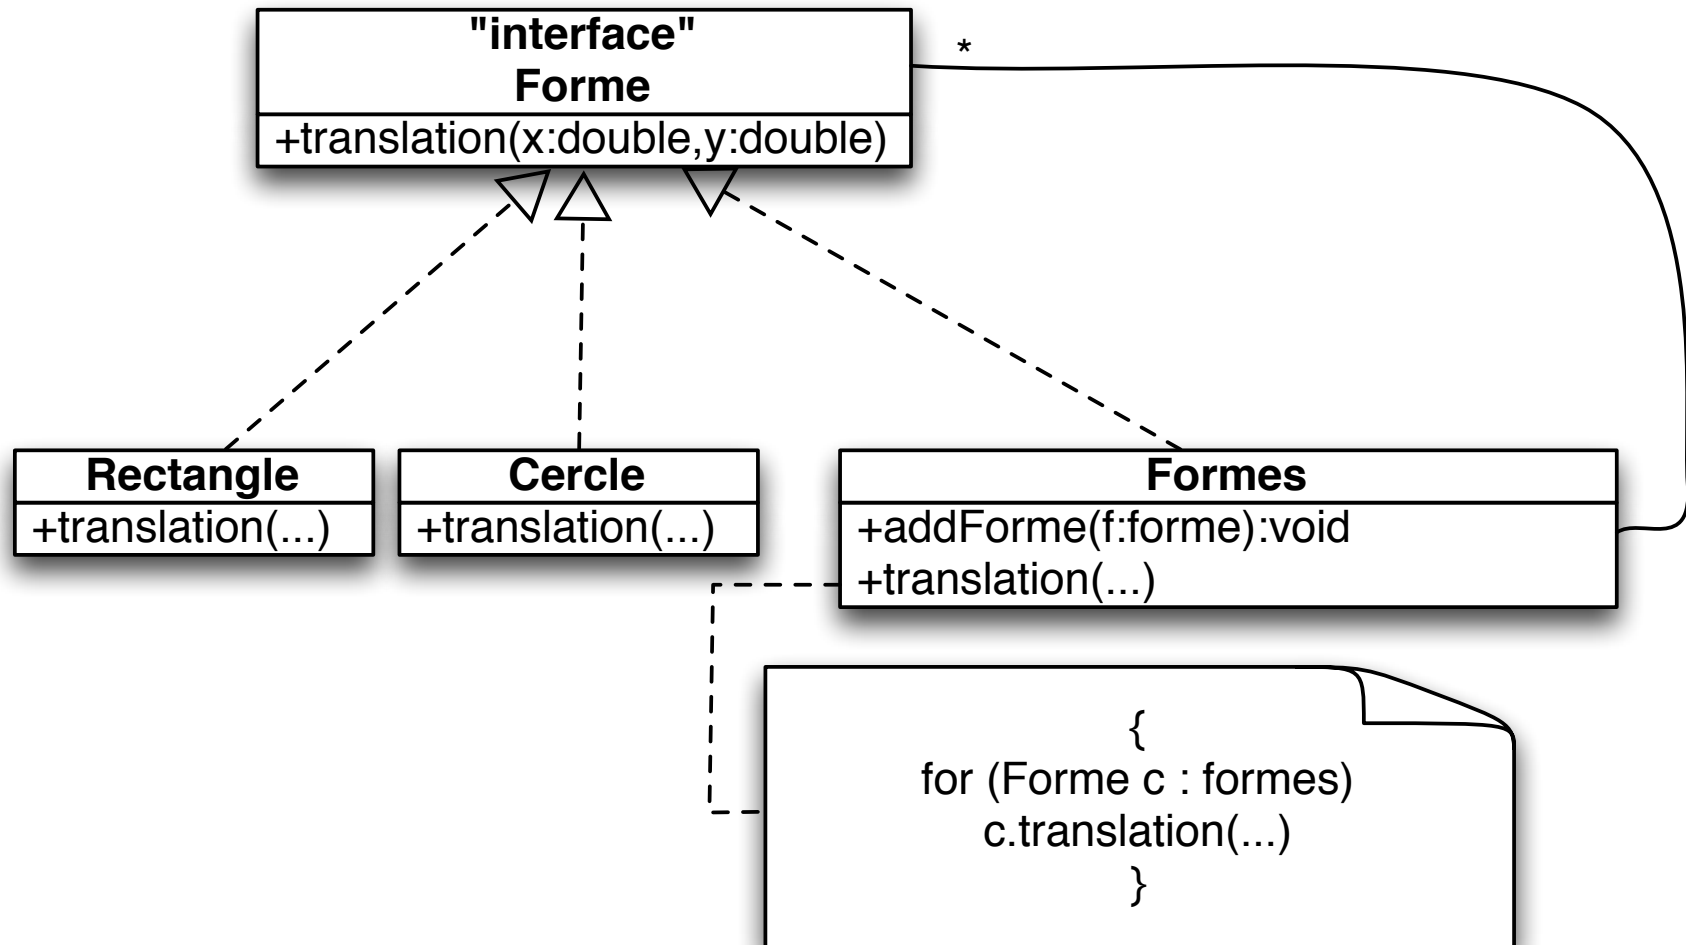 "interface"
Forme
*
+translation(x:double,y:double)
Rectangle
+translation(...)
Cercle
+translation(...)
Formes
+addForme(f:forme):void
+translation(...)
{
for (Forme c : formes)
c.translation(...)
}